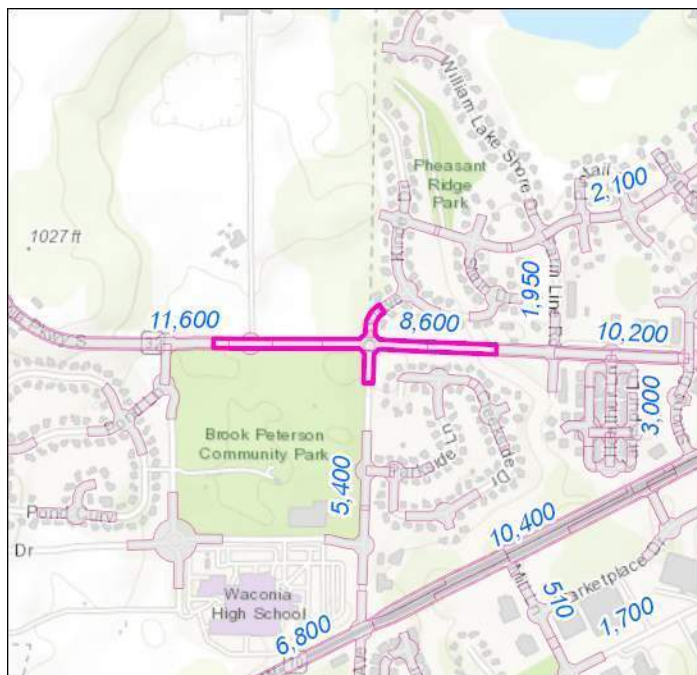 William Lake Shore
Pheasant
Ridge
Park
2,100
1027 ft
1,950
11,600
8,600
10,200
Brook Peterson
Community Park
3,000
5,400
Dr
10,400
Waconia
High School
510
1,700
6,800